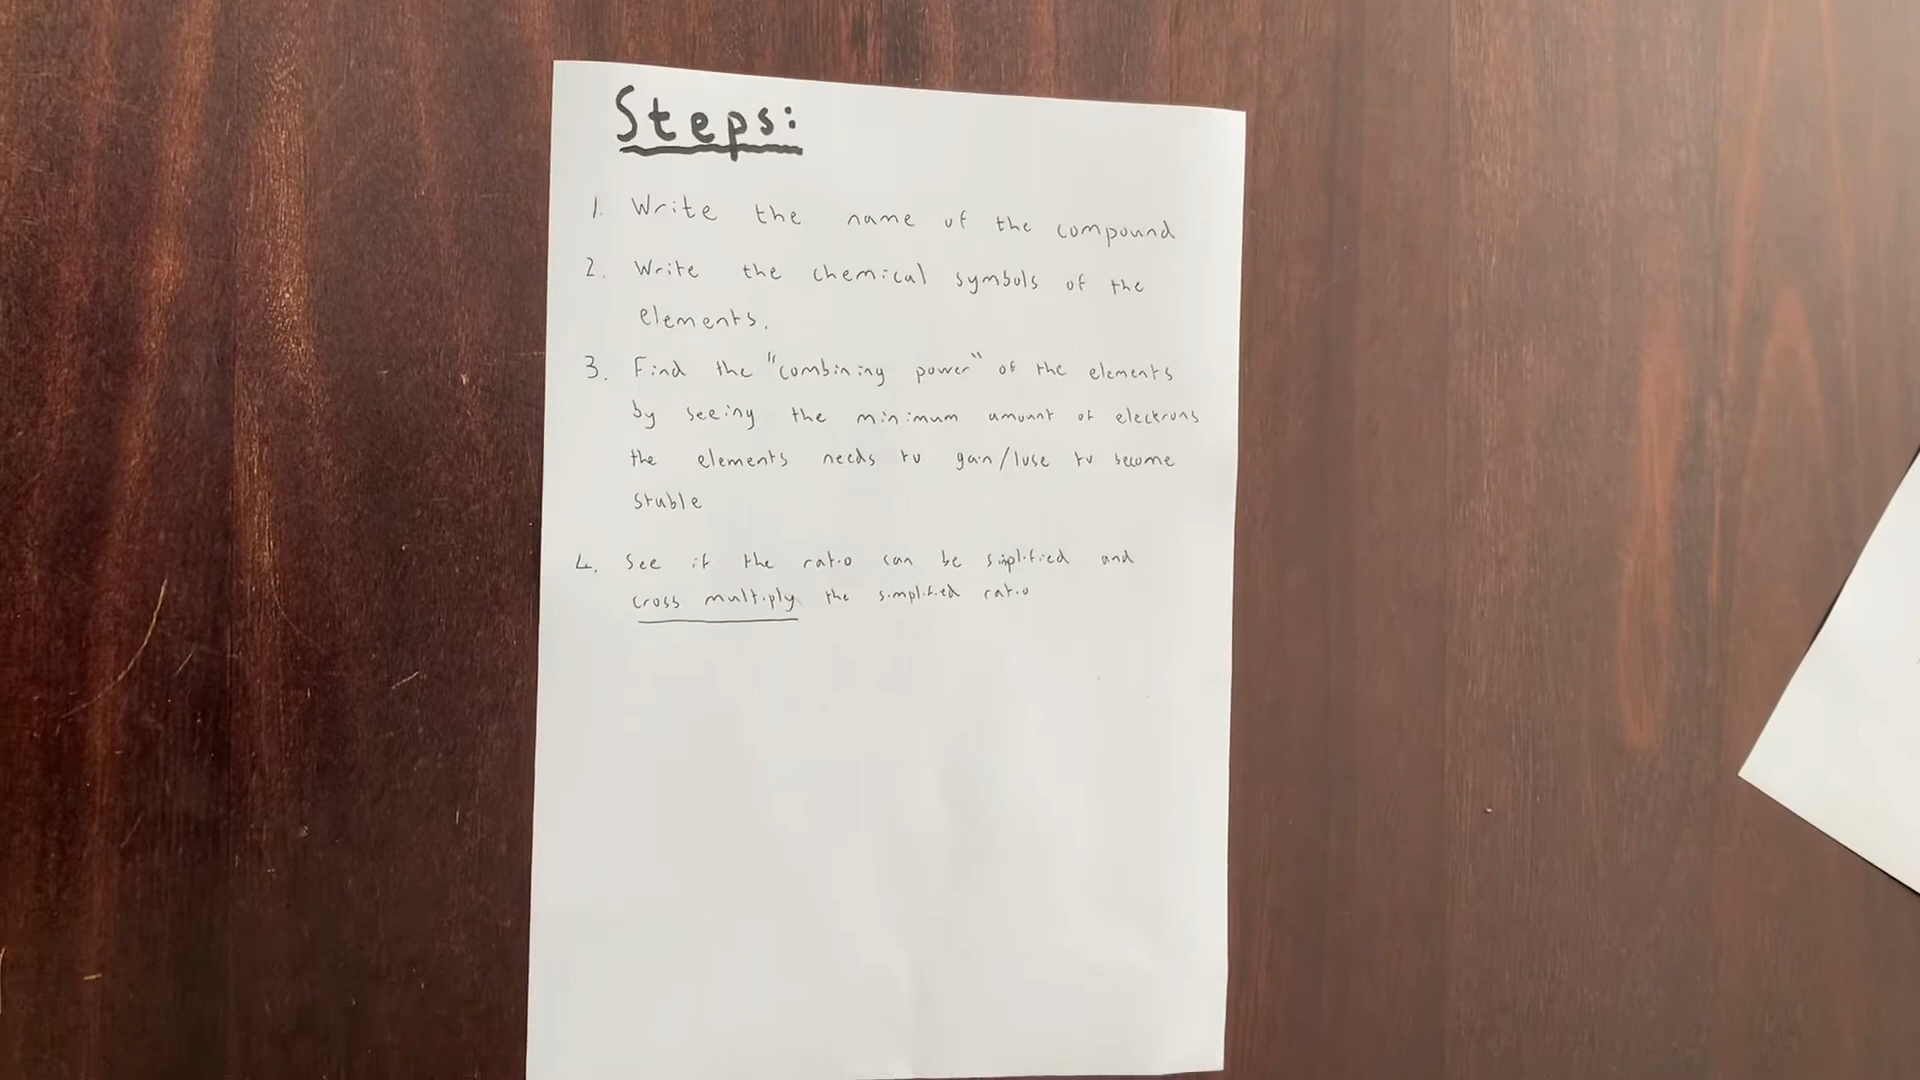 Steps:
1. Write the name of the compound
2. Write the chemical symbols of the
elements.
3. Find the "combining power" of the elements
by seeing the minimum amount of electrons
the elements needs to gain/lose to become
stable
4. See if the ratio can be simplified and
cross multiply the simplified ratio